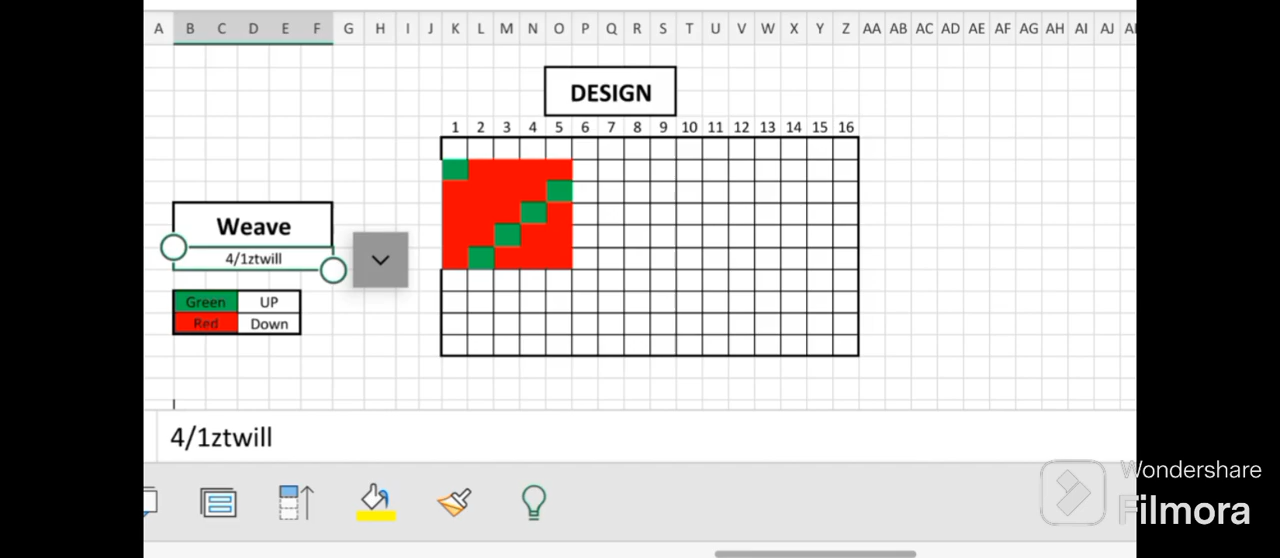 A B C D E F G H I J K L M N O P Q R S T U V W X Y Z AA AB AC AD AE AF AG AH AI AJ
DESIGN
1 2 3 4 5 6 7 8 9 10 11 12 13 14 15 16
Weave
4/1ztwill
Green UP
Red Down
4/1ztwill
Wondershare
Filmora